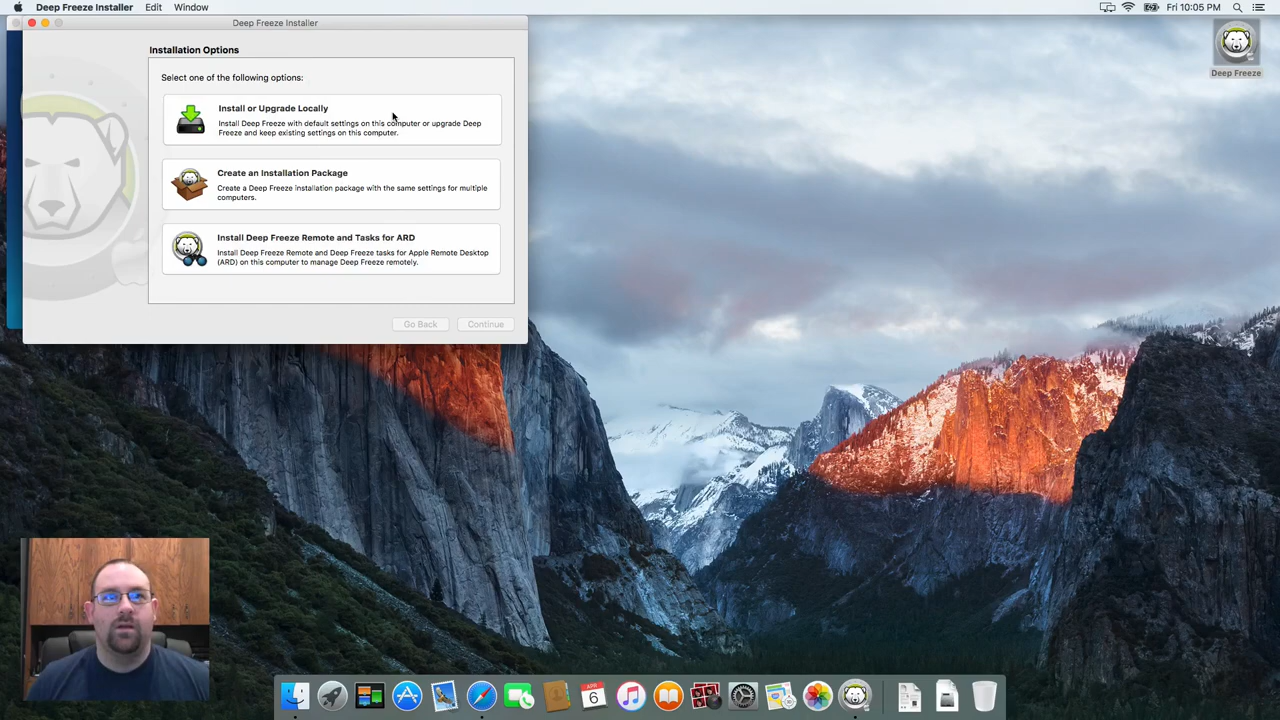 Deep Freeze Installer Edit Window Fri 10:05 PM
Deep Freeze Installer
Deep Freeze
Installation Options
Select one of the following options:
Install or Upgrade Locally
Install Deep Freeze with default settings on this computer or upgrade Deep
Freeze and keep existing settings on this computer.
Create an Installation Package
Create a Deep Freeze installation package with the same settings for multiple
computers.
Install Deep Freeze Remote and Tasks for ARD
Install Deep Freeze Remote and Deep Freeze tasks for Apple Remote Desktop
(ARD) on this computer to manage Deep Freeze remotely.
Go Back Continue
APR
6